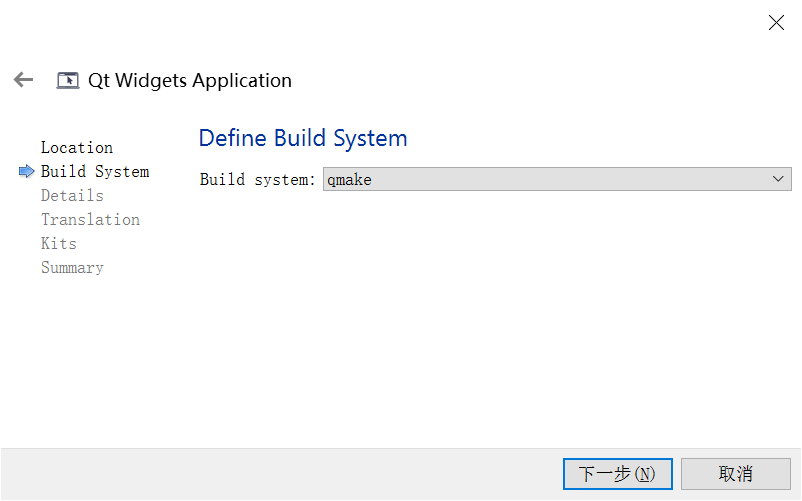 Qt Widgets Application
Location
Build System
Details
Translation
Kits
Summary
Define Build System
Build system: qmake
下一步(N)
取消